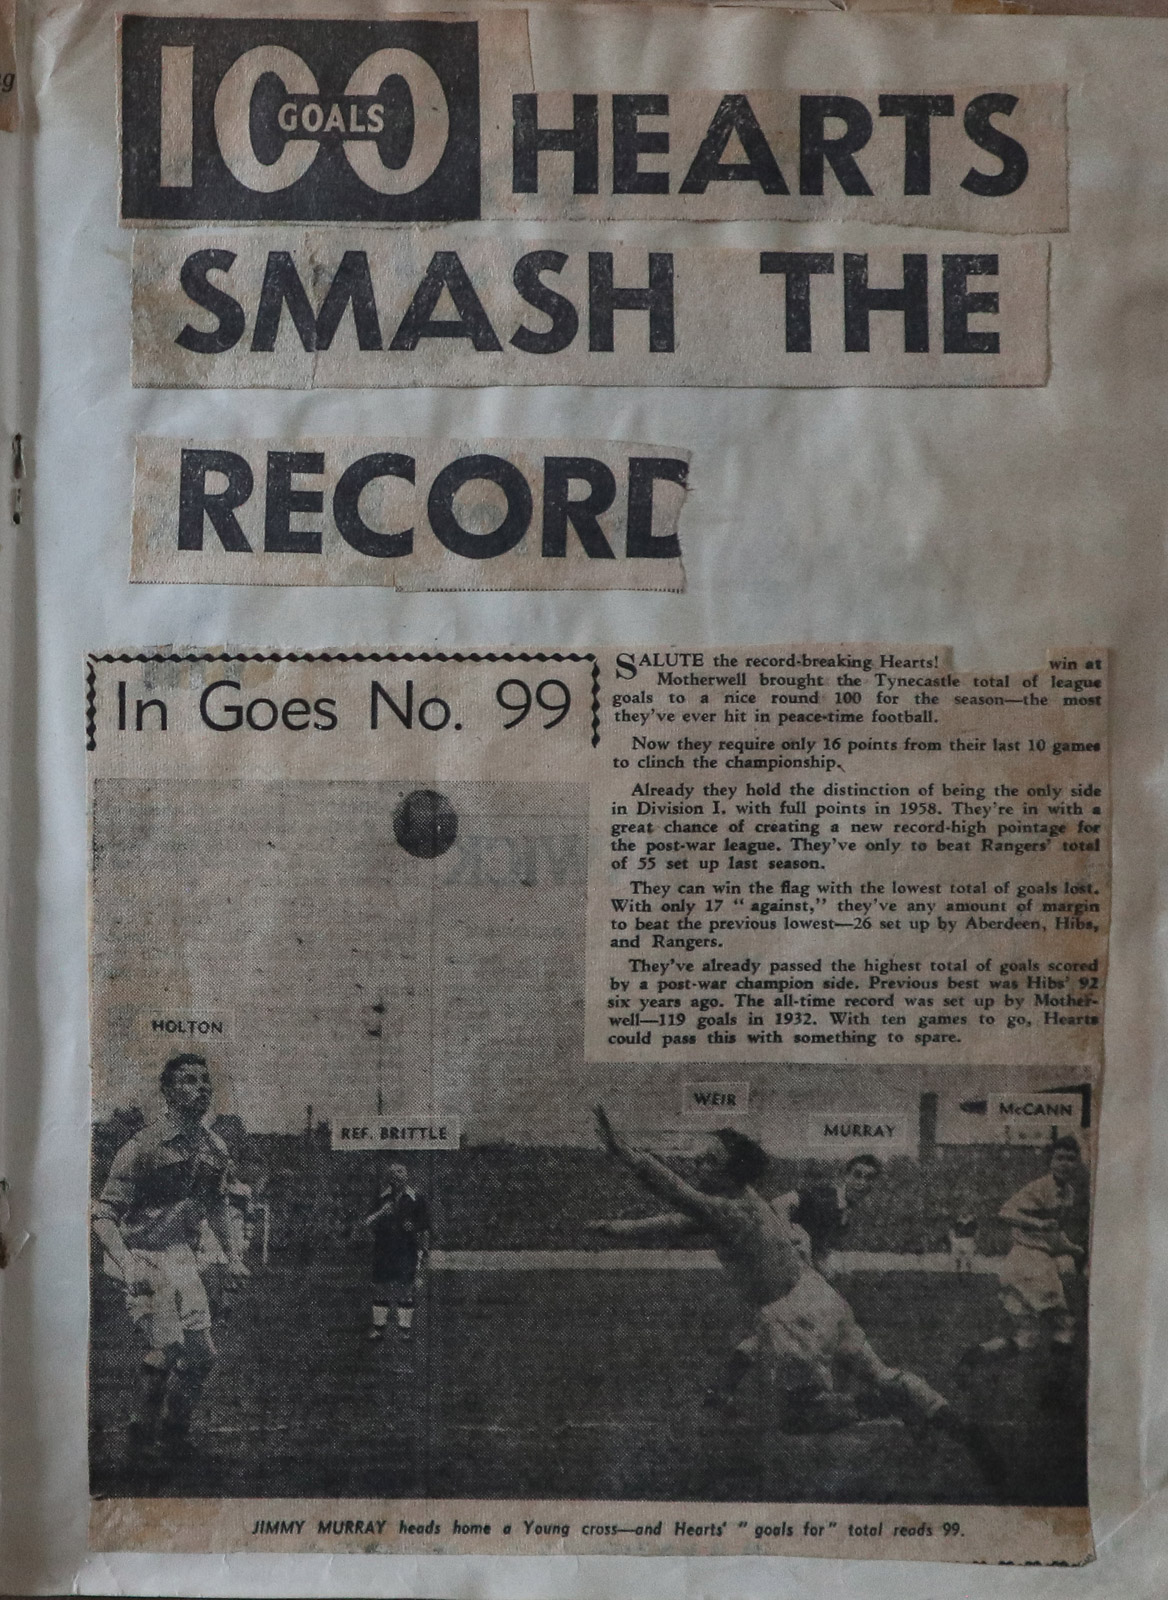 100 GOALS HEARTS
SMASH THE
RECORD
In Goes No. 99
SALUTE the record-breaking Hearts! win at
Motherwell brought the Tynecastle total of league
goals to a nice round 100 for the season—the most
they've ever hit in peace-time football.
Now they require only 16 points from their last 10 games
to clinch the championship.
Already they hold the distinction of being the only side
in Division I. with full points in 1958. They're in with a
great chance of creating a new record-high pointage for
the post-war league. They've only to beat Rangers' total
of 55 set up last season.
They can win the flag with the lowest total of goals lost.
With only 17 " against," they've any amount of margin
to beat the previous lowest—26 set up by Aberdeen, Hibs,
and Rangers.
They've already passed the highest total of goals scored
by a post-war champion side. Previous best was Hibs' 92
six years ago. The all-time record was set up by Mother-
well—119 goals in 1932. With ten games to go, Hearts
could pass this with something to spare.
HOLTON
REF. BRITTLE
WEIR
MURRAY
McCANN
JIMMY MURRAY heads home a Young cross—and Hearts' " goals for " total reads 99.